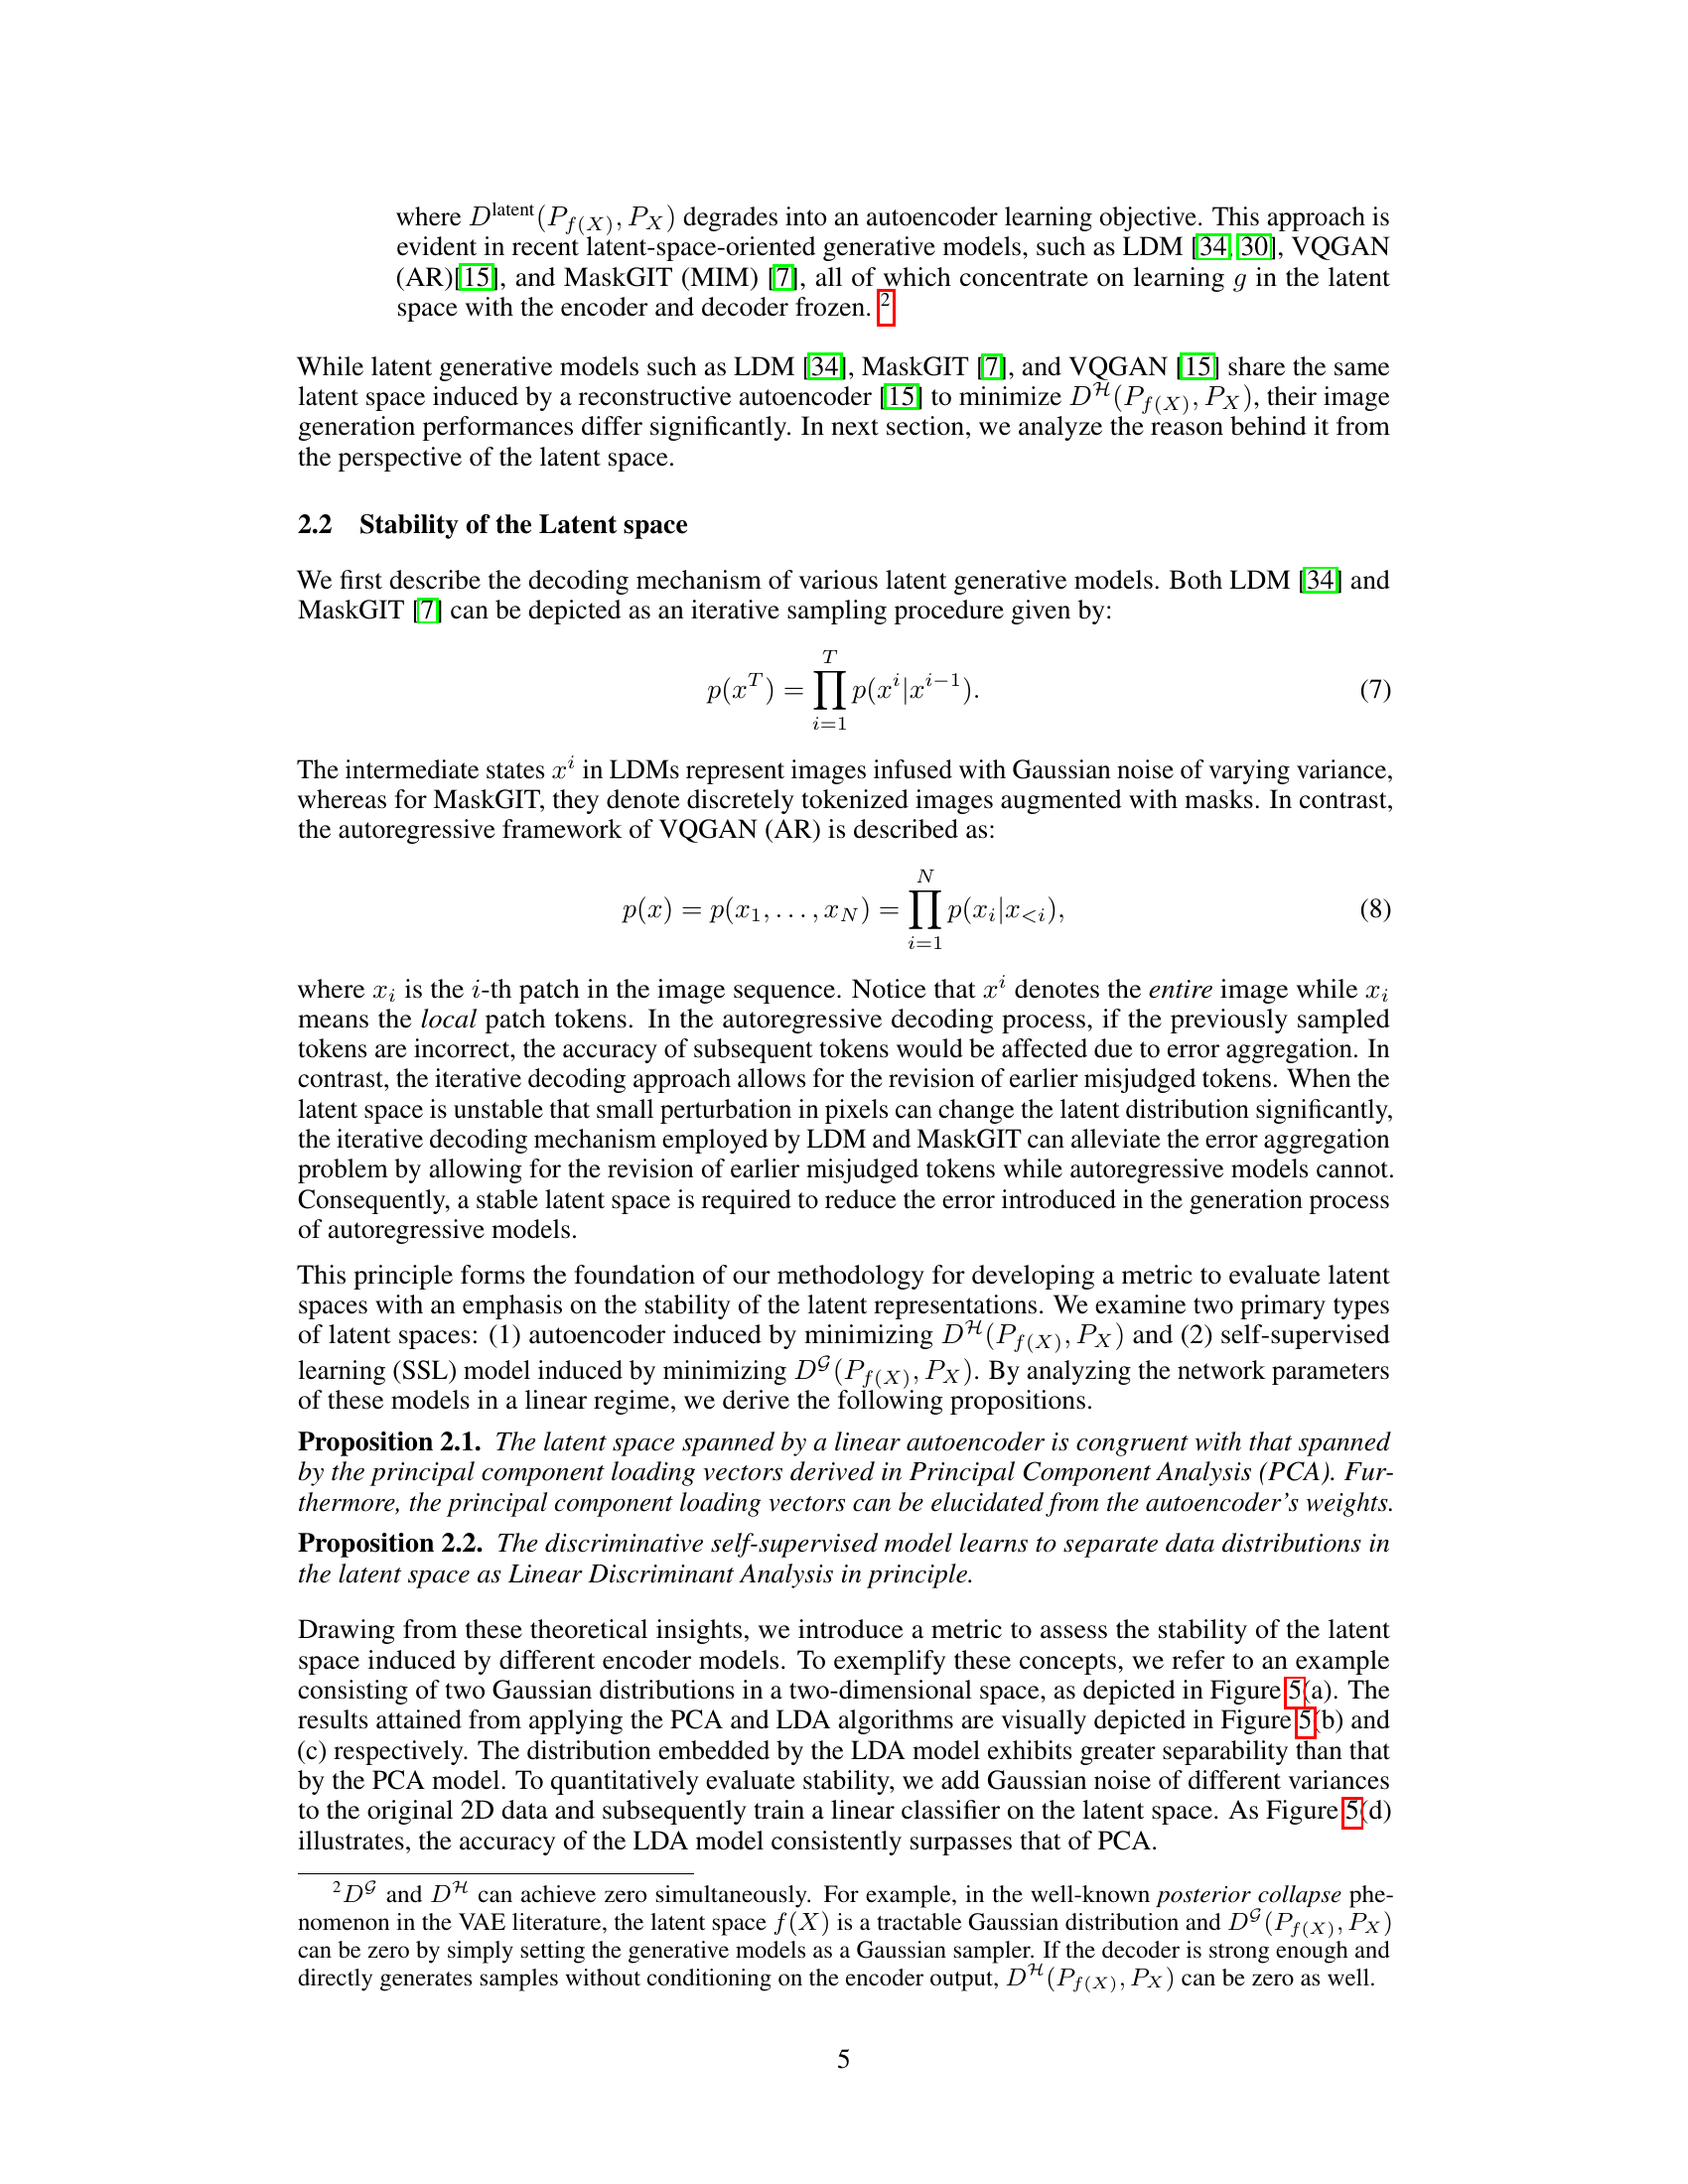 where D^latent(P_f(X), P_X) degrades into an autoencoder learning objective. This approach is
evident in recent latent-space-oriented generative models, such as LDM [34, 30], VQGAN
(AR)[15], and MaskGIT (MIM) [7], all of which concentrate on learning g in the latent
space with the encoder and decoder frozen. 2
While latent generative models such as LDM [34], MaskGIT [7], and VQGAN [15] share the same
latent space induced by a reconstructive autoencoder [15] to minimize D^ℋ(P_f(X), P_X), their image
generation performances differ significantly. In next section, we analyze the reason behind it from
the perspective of the latent space.
2.2 Stability of the Latent space
We first describe the decoding mechanism of various latent generative models. Both LDM [34] and
MaskGIT [7] can be depicted as an iterative sampling procedure given by:
p(x^T) = ∏_{i=1}^{T} p(x^i|x^{i−1}). (7)
The intermediate states x^i in LDMs represent images infused with Gaussian noise of varying variance,
whereas for MaskGIT, they denote discretely tokenized images augmented with masks. In contrast,
the autoregressive framework of VQGAN (AR) is described as:
p(x) = p(x_1, . . . , x_N) = ∏_{i=1}^{N} p(x_i|x_{<i}), (8)
where x_i is the i-th patch in the image sequence. Notice that x^i denotes the entire image while x_i
means the local patch tokens. In the autoregressive decoding process, if the previously sampled
tokens are incorrect, the accuracy of subsequent tokens would be affected due to error aggregation. In
contrast, the iterative decoding approach allows for the revision of earlier misjudged tokens. When the
latent space is unstable that small perturbation in pixels can change the latent distribution significantly,
the iterative decoding mechanism employed by LDM and MaskGIT can alleviate the error aggregation
problem by allowing for the revision of earlier misjudged tokens while autoregressive models cannot.
Consequently, a stable latent space is required to reduce the error introduced in the generation process
of autoregressive models.
This principle forms the foundation of our methodology for developing a metric to evaluate latent
spaces with an emphasis on the stability of the latent representations. We examine two primary types
of latent spaces: (1) autoencoder induced by minimizing D^ℋ(P_f(X), P_X) and (2) self-supervised
learning (SSL) model induced by minimizing D^𝒢(P_f(X), P_X). By analyzing the network parameters
of these models in a linear regime, we derive the following propositions.
Proposition 2.1. The latent space spanned by a linear autoencoder is congruent with that spanned
by the principal component loading vectors derived in Principal Component Analysis (PCA). Fur-
thermore, the principal component loading vectors can be elucidated from the autoencoder's weights.
Proposition 2.2. The discriminative self-supervised model learns to separate data distributions in
the latent space as Linear Discriminant Analysis in principle.
Drawing from these theoretical insights, we introduce a metric to assess the stability of the latent
space induced by different encoder models. To exemplify these concepts, we refer to an example
consisting of two Gaussian distributions in a two-dimensional space, as depicted in Figure 5(a). The
results attained from applying the PCA and LDA algorithms are visually depicted in Figure 5(b) and
(c) respectively. The distribution embedded by the LDA model exhibits greater separability than that
by the PCA model. To quantitatively evaluate stability, we add Gaussian noise of different variances
to the original 2D data and subsequently train a linear classifier on the latent space. As Figure 5(d)
illustrates, the accuracy of the LDA model consistently surpasses that of PCA.
2 D^𝒢 and D^ℋ can achieve zero simultaneously. For example, in the well-known posterior collapse phe-
nomenon in the VAE literature, the latent space f(X) is a tractable Gaussian distribution and D^𝒢(P_f(X), P_X)
can be zero by simply setting the generative models as a Gaussian sampler. If the decoder is strong enough and
directly generates samples without conditioning on the encoder output, D^ℋ(P_f(X), P_X) can be zero as well.
5